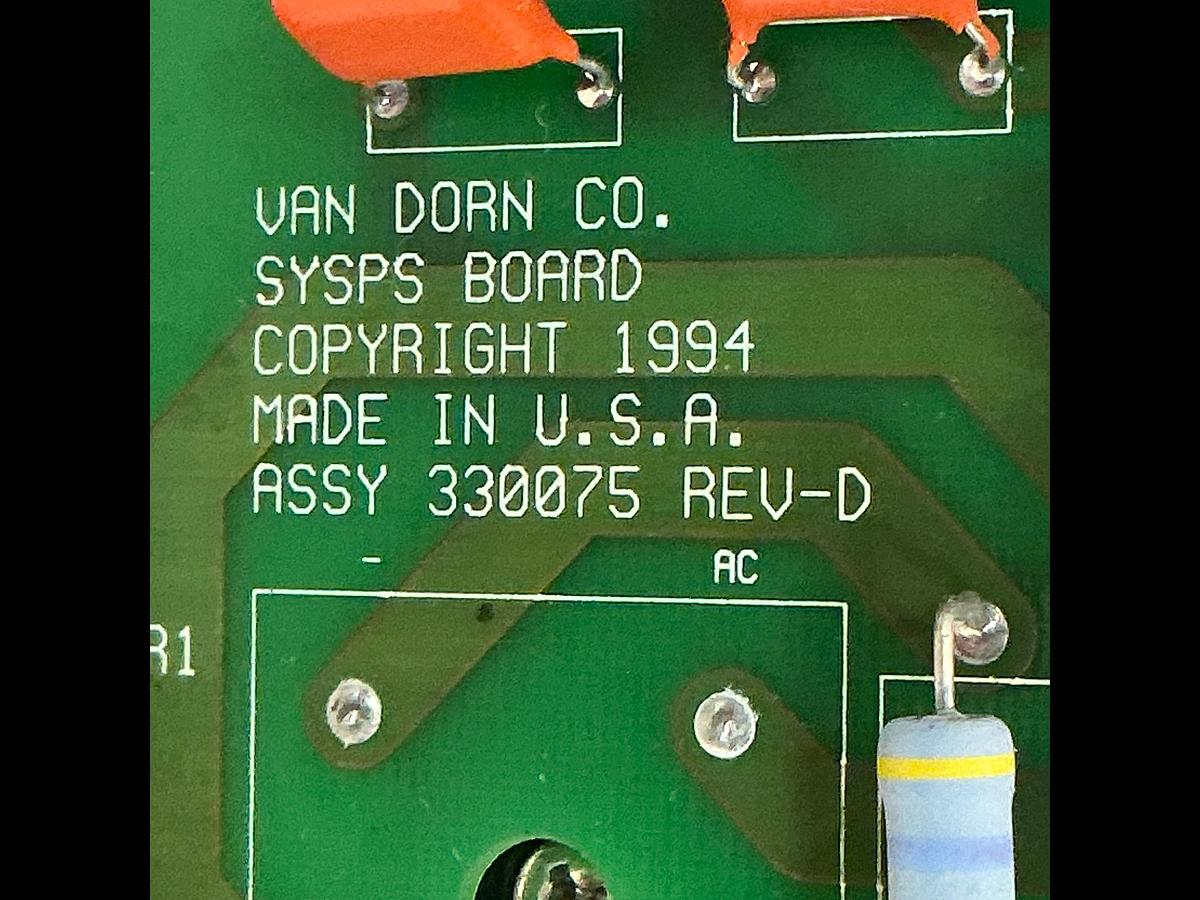 VAN DORN CO.
SYSPS BOARD
COPYRIGHT 1994
MADE IN U.S.A.
ASSY 330075 REV-D
- AC
R1